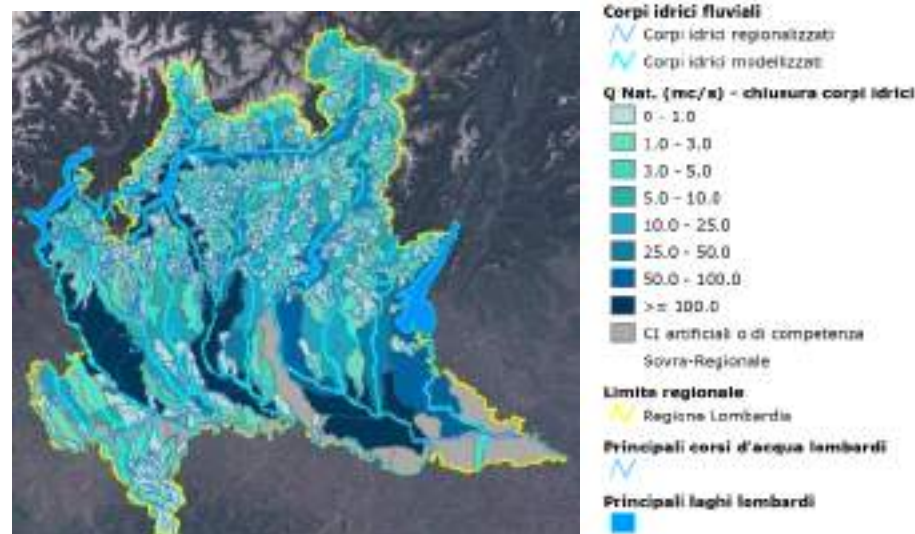 Corpi idrici fluviali
Corpi idrici regionalizzati
Corpi idrici modellizzati
Q Nat. (mc/s) - chiusura corpi idrici
0 - 1.0
1.0 - 3.0
3.0 - 5.0
5.0 - 10.0
10.0 - 25.0
25.0 - 50.0
50.0 - 100.0
>= 100.0
CI artificiali o di competenza
Sovra-Regionale
Limite regionale
Regione Lombardia
Principali corsi d'acqua lombardi
Principali laghi lombardi